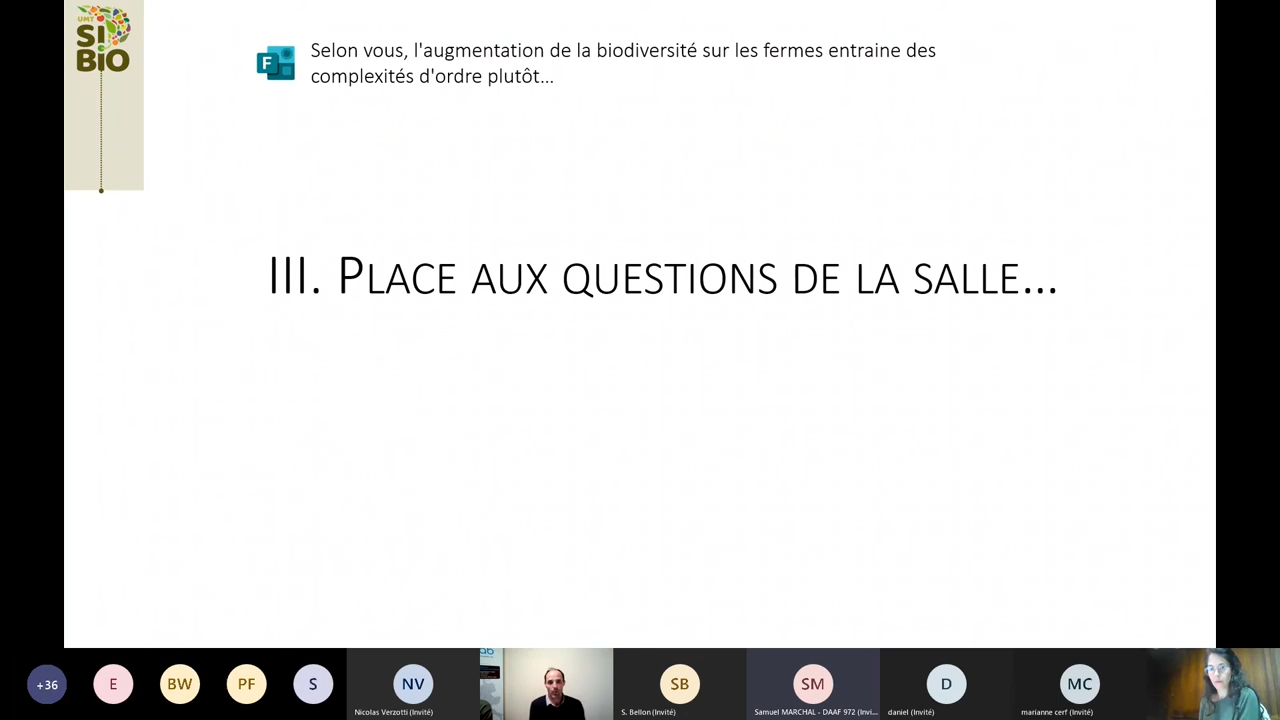 UMT
SI
BIO
F
Selon vous, l'augmentation de la biodiversité sur les fermes entraine des
complexités d'ordre plutôt...
III. PLACE AUX QUESTIONS DE LA SALLE...
+36
E
BW
PF
S
NV
Nicolas Verzotti (Invité)
ab
SB
S. Bellon (Invité)
SM
Samuel MARCHAL - DAAF 972 (Invi...
D
daniel (Invité)
MC
marianne cerf (Invité)